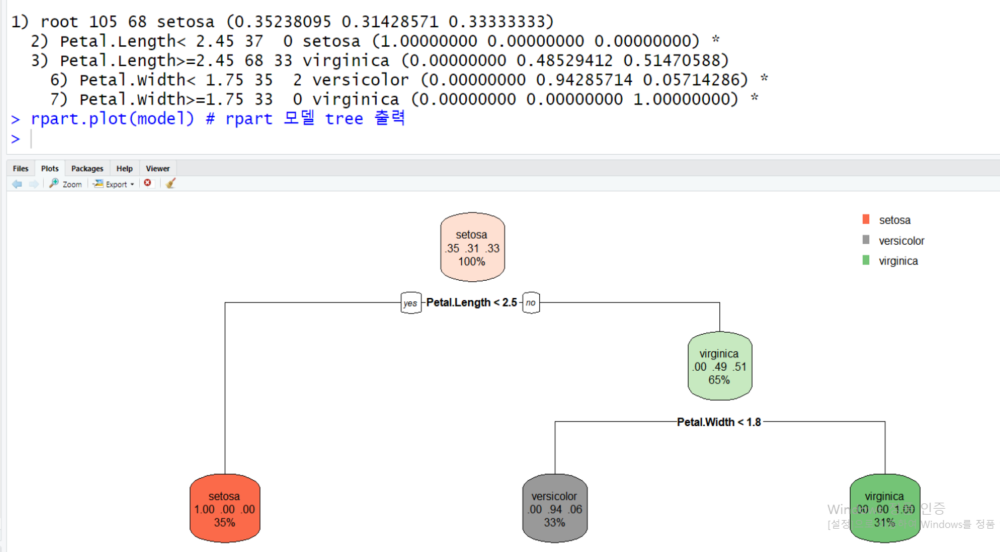 1) root 105 68 setosa (0.35238095 0.31428571 0.33333333)
2) Petal.Length< 2.45 37  0 setosa (1.00000000 0.00000000 0.00000000) *
3) Petal.Length>=2.45 68 33 virginica (0.00000000 0.48529412 0.51470588)
6) Petal.Width< 1.75 35  2 versicolor (0.00000000 0.94285714 0.05714286) *
7) Petal.Width>=1.75 33  0 virginica (0.00000000 0.00000000 1.00000000) *
> rpart.plot(model) # rpart 모델 tree 출력
>
Files Plots Packages Help Viewer
Zoom Export
setosa
.35 .31 .33
100%
setosa
versicolor
virginica
yes Petal.Length < 2.5 no
virginica
.00 .49 .51
65%
Petal.Width < 1.8
setosa
1.00 .00 .00
35%
versicolor
.00 .94 .06
33%
virginica
.00 .00 1.00
31%
인증
Windows를 정품